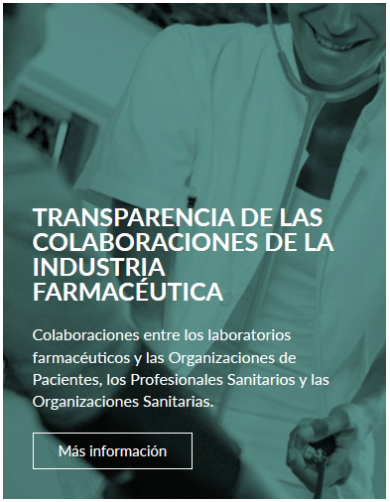 TRANSPARENCIA DE LAS
COLABORACIONES DE LA
INDUSTRIA
FARMACÉUTICA
Colaboraciones entre los laboratorios
farmacéuticos y las Organizaciones de
Pacientes, los Profesionales Sanitarios y las
Organizaciones Sanitarias.
Más información